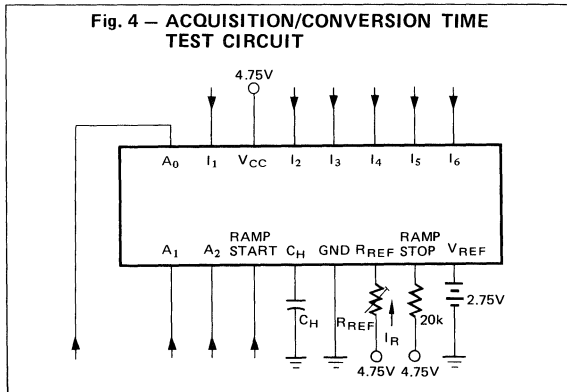 Fig. 4 — ACQUISITION/CONVERSION TIME
TEST CIRCUIT
4.75V
A0 I1 VCC I2 I3 I4 I5 I6
RAMP RAMP
A1 A2 START CH GND RREF STOP VREF
CH RREF IR 20k 2.75V
4.75V 4.75V